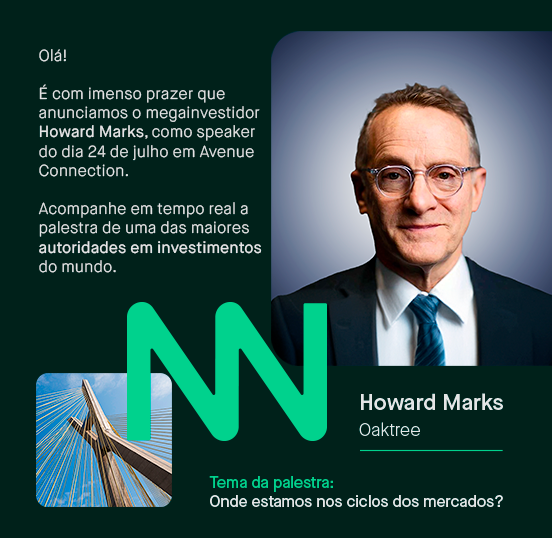 Olá!
É com imenso prazer que
anunciamos o megainvestidor
Howard Marks, como speaker
do dia 24 de julho em Avenue
Connection.
Acompanhe em tempo real a
palestra de uma das maiores
autoridades em investimentos
do mundo.
Howard Marks
Oaktree
Tema da palestra:
Onde estamos nos ciclos dos mercados?